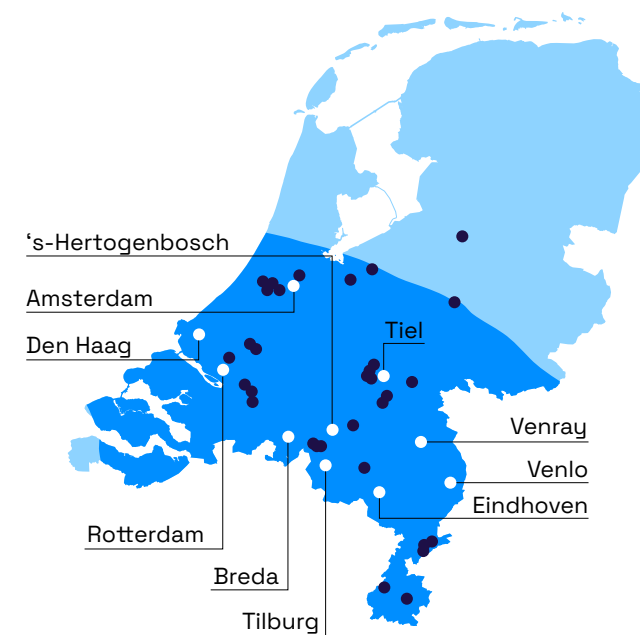 ‘s-Hertogenbosch
Amsterdam
Tiel
Den Haag
Venray
Venlo
Eindhoven
Rotterdam
Breda
Tilburg